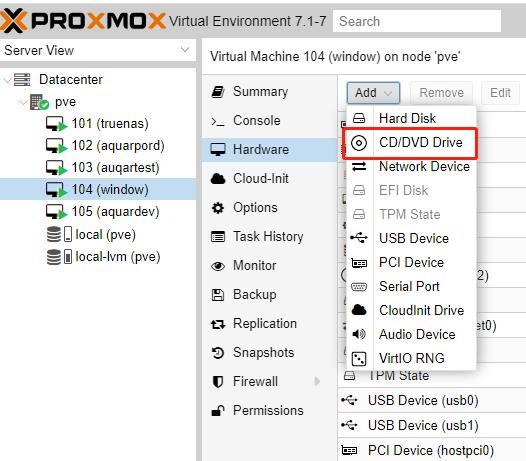 PROXMOX Virtual Environment 7.1-7 Search
Server View
Datacenter
pve
101 (truenas)
102 (aquarpord)
103 (auqartest)
104 (window)
105 (aquardev)
local (pve)
local-lvm (pve)
Virtual Machine 104 (window) on node 'pve'
Summary
Console
Hardware
Cloud-Init
Options
Task History
Monitor
Backup
Replication
Snapshots
Firewall
Permissions
Add Remove Edit
Hard Disk
CD/DVD Drive
Network Device
EFI Disk
TPM State
USB Device
PCI Device
Serial Port
CloudInit Drive
Audio Device
VirtIO RNG
2)
et0)
TPM State
USB Device (usb0)
USB Device (usb1)
PCI Device (hostpci0)